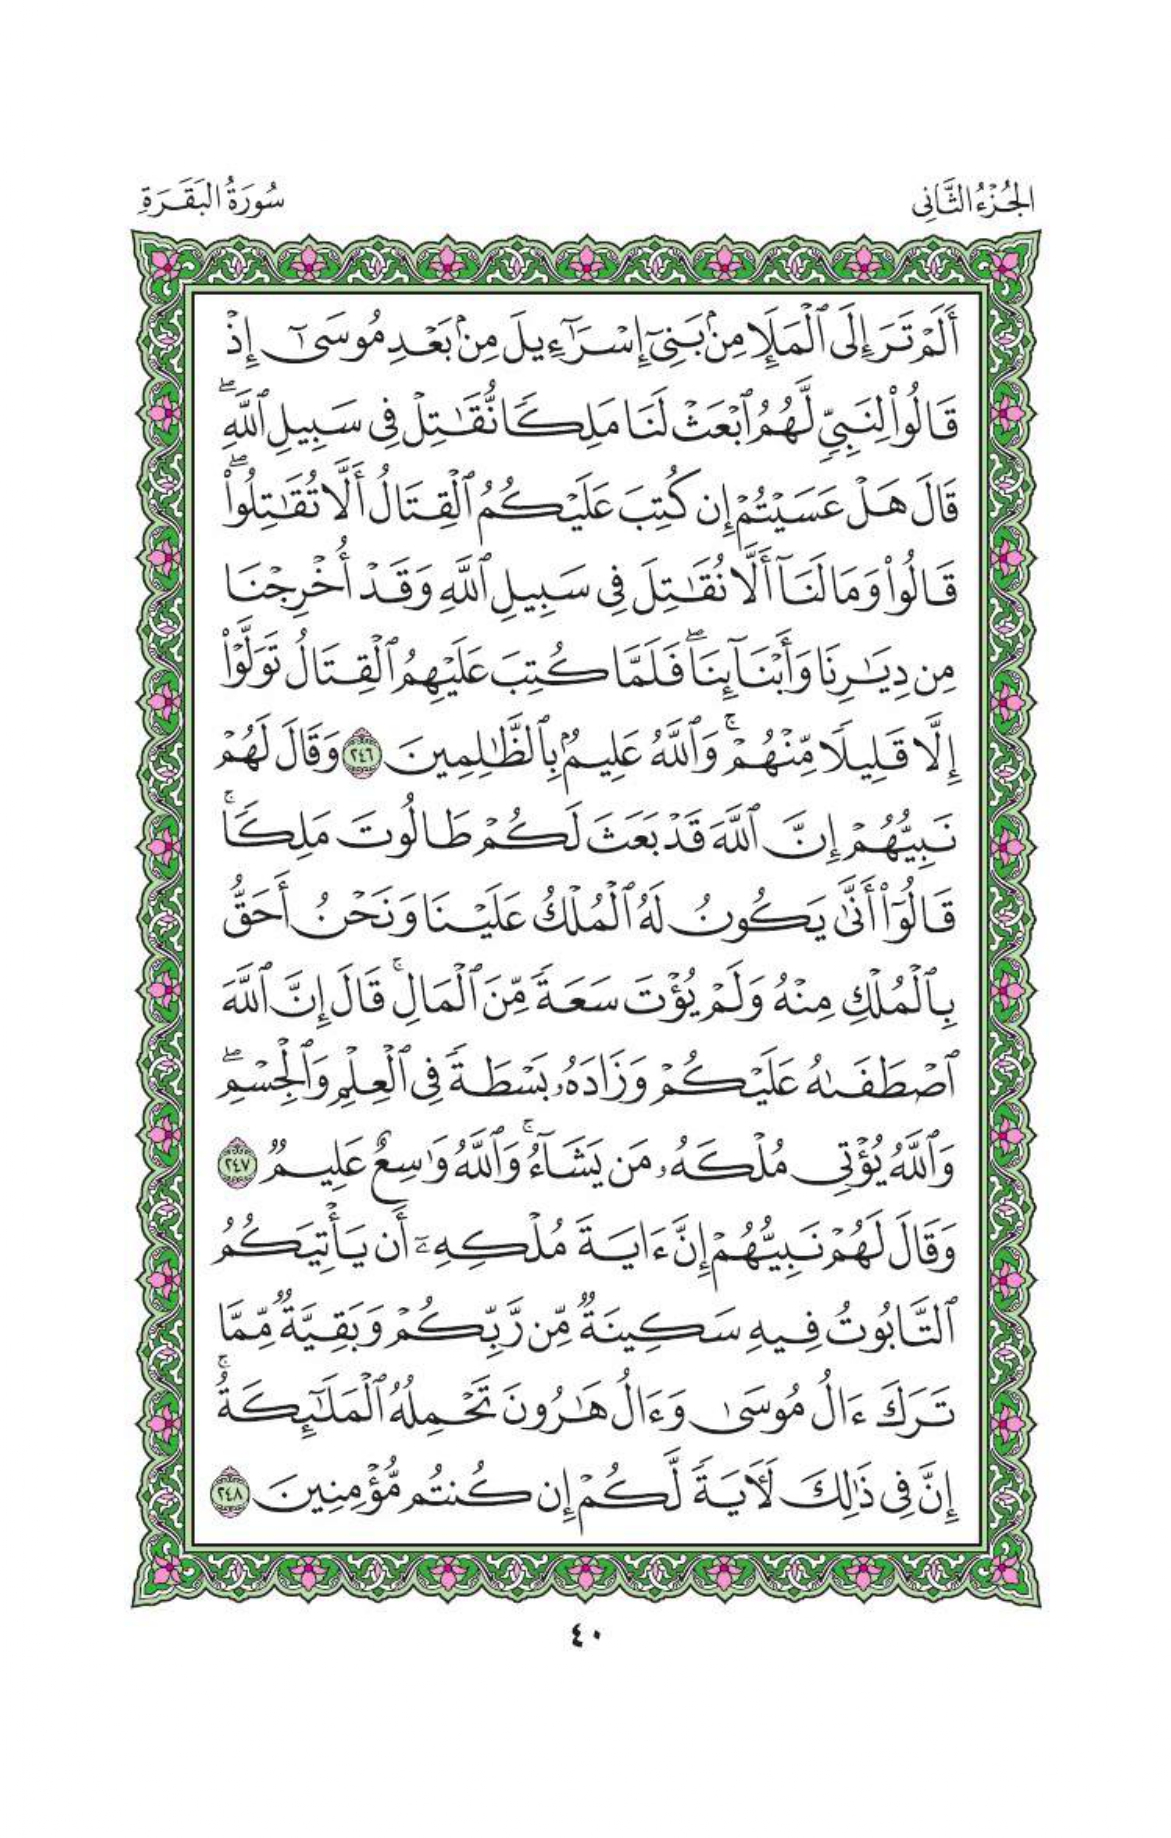 الجُزْءُ الثَّانِي
سُورَةُ البَقَرَةِ
أَلَمْ تَرَ إِلَى ٱلْمَلَإِ مِنۢ بَنِيٓ إِسْرَٰٓءِيلَ مِنۢ بَعْدِ مُوسَىٰٓ إِذْ
قَالُوا۟ لِنَبِيٍّ لَّهُمُ ٱبْعَثْ لَنَا مَلِكًا نُّقَٰتِلْ فِي سَبِيلِ ٱللَّهِۖ
قَالَ هَلْ عَسَيْتُمْ إِن كُتِبَ عَلَيْكُمُ ٱلْقِتَالُ أَلَّا تُقَٰتِلُوا۟ۖ
قَالُوا۟ وَمَا لَنَآ أَلَّا نُقَٰتِلَ فِي سَبِيلِ ٱللَّهِ وَقَدْ أُخْرِجْنَا
مِن دِيَٰرِنَا وَأَبْنَآئِنَاۖ فَلَمَّا كُتِبَ عَلَيْهِمُ ٱلْقِتَالُ تَوَلَّوْا۟
إِلَّا قَلِيلًا مِّنْهُمْۚ وَٱللَّهُ عَلِيمٌۢ بِٱلظَّٰلِمِينَ ٢٤٦ وَقَالَ لَهُمْ
نَبِيُّهُمْ إِنَّ ٱللَّهَ قَدْ بَعَثَ لَكُمْ طَالُوتَ مَلِكًاۚ
قَالُوٓا۟ أَنَّىٰ يَكُونُ لَهُ ٱلْمُلْكُ عَلَيْنَا وَنَحْنُ أَحَقُّ
بِٱلْمُلْكِ مِنْهُ وَلَمْ يُؤْتَ سَعَةً مِّنَ ٱلْمَالِۚ قَالَ إِنَّ ٱللَّهَ
ٱصْطَفَىٰهُ عَلَيْكُمْ وَزَادَهُۥ بَسْطَةً فِي ٱلْعِلْمِ وَٱلْجِسْمِۖ
وَٱللَّهُ يُؤْتِي مُلْكَهُۥ مَن يَشَآءُۚ وَٱللَّهُ وَٰسِعٌ عَلِيمٌ ٢٤٧
وَقَالَ لَهُمْ نَبِيُّهُمْ إِنَّ ءَايَةَ مُلْكِهِۦٓ أَن يَأْتِيَكُمُ
ٱلتَّابُوتُ فِيهِ سَكِينَةٌ مِّن رَّبِّكُمْ وَبَقِيَّةٌ مِّمَّا
تَرَكَ ءَالُ مُوسَىٰ وَءَالُ هَٰرُونَ تَحْمِلُهُ ٱلْمَلَٰٓئِكَةُۚ
إِنَّ فِي ذَٰلِكَ لَءَايَةً لَّكُمْ إِن كُنتُم مُّؤْمِنِينَ ٢٤٨
٤٠